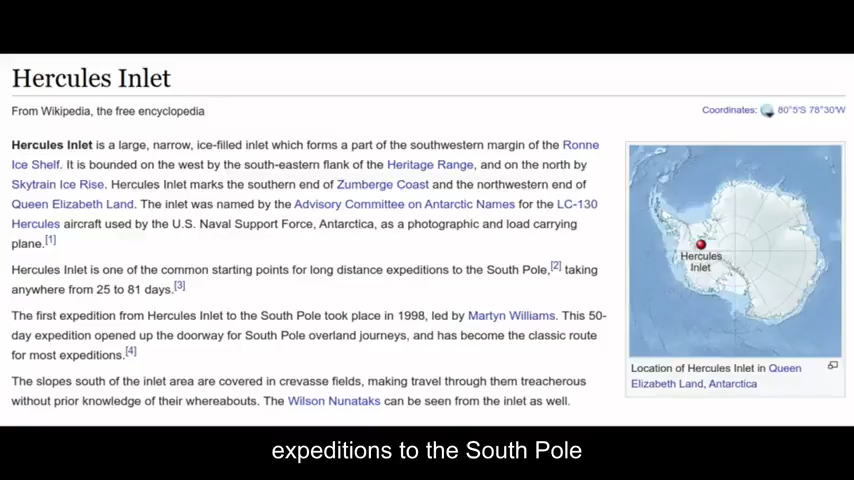 Hercules Inlet
From Wikipedia, the free encyclopedia
Coordinates: 80°5′S 78°30′W
Hercules Inlet is a large, narrow, ice-filled inlet which forms a part of the southwestern margin of the Ronne
Ice Shelf. It is bounded on the west by the south-eastern flank of the Heritage Range, and on the north by
Skytrain Ice Rise. Hercules Inlet marks the southern end of Zumberge Coast and the northwestern end of
Queen Elizabeth Land. The inlet was named by the Advisory Committee on Antarctic Names for the LC-130
Hercules aircraft used by the U.S. Naval Support Force, Antarctica, as a photographic and load carrying
plane.[1]
Hercules Inlet is one of the common starting points for long distance expeditions to the South Pole,[2] taking
anywhere from 25 to 81 days.[3]
The first expedition from Hercules Inlet to the South Pole took place in 1998, led by Martyn Williams. This 50-
day expedition opened up the doorway for South Pole overland journeys, and has become the classic route
for most expeditions.[4]
The slopes south of the inlet area are covered in crevasse fields, making travel through them treacherous
without prior knowledge of their whereabouts. The Wilson Nunataks can be seen from the inlet as well.
Hercules
Inlet
Location of Hercules Inlet in Queen
Elizabeth Land, Antarctica
expeditions to the South Pole